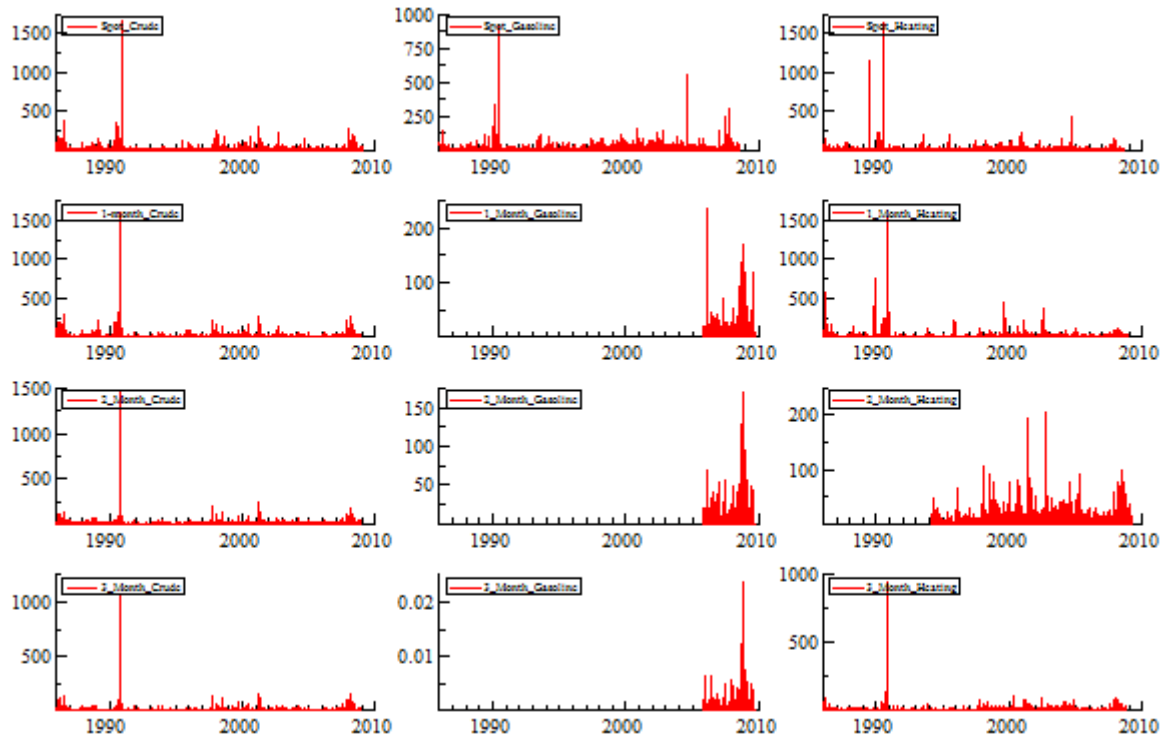 1500 Spot_Crude
1000
500
1990 2000 2010
1000 Spot_Gasoline
750
500
250
1990 2000 2010
1500 Spot_Heating
1000
500
1990 2000 2010
1500 1-month_Crude
1000
500
1990 2000 2010
1_Month_Gasoline
200
100
1990 2000 2010
1500 1_Month_Heating
1000
500
1990 2000 2010
1500 2_Month_Crude
1000
500
1990 2000 2010
2_Month_Gasoline
150
100
50
1990 2000 2010
2_Month_Heating
200
100
1990 2000 2010
3_Month_Crude
1000
500
1990 2000 2010
3_Month_Gasoline
0.02
0.01
1990 2000 2010
1000 3_Month_Heating
500
1990 2000 2010